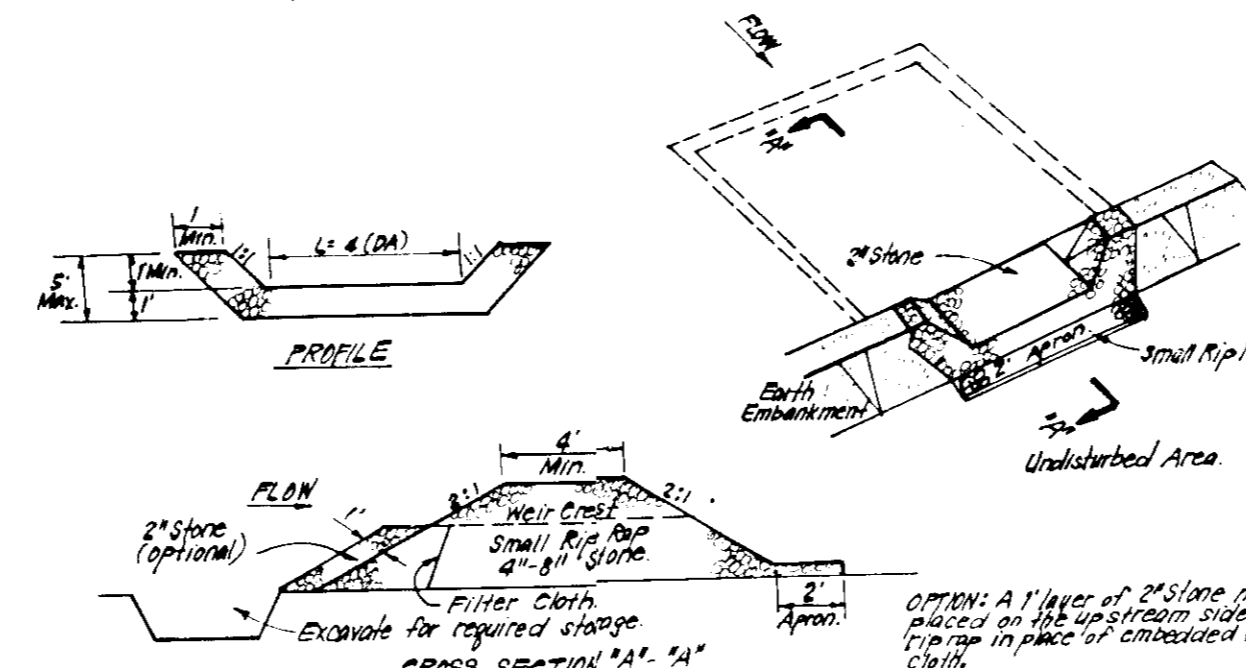 FLOW
"A"
1
Min.
1:1
L= 4 (DA)
1:1
5'
Max.
1 Min.
1'
PROFILE
2" Stone
2' Apron.
Small Rip
Earth
Embankment
"A"
Undisturbed Area.
4'
Min.
FLOW
2:1
2:1
1'
2" Stone
(optional)
Weir Crest
Small Rip Rap
4"-8" Stone.
Filter Cloth.
Excavate for required storage.
2'
Apron.
CROSS SECTION "A"-"A"
OPTION: A 1' layer of 2" Stone
placed on the upstream side
riprap in place of embedded
cloth.